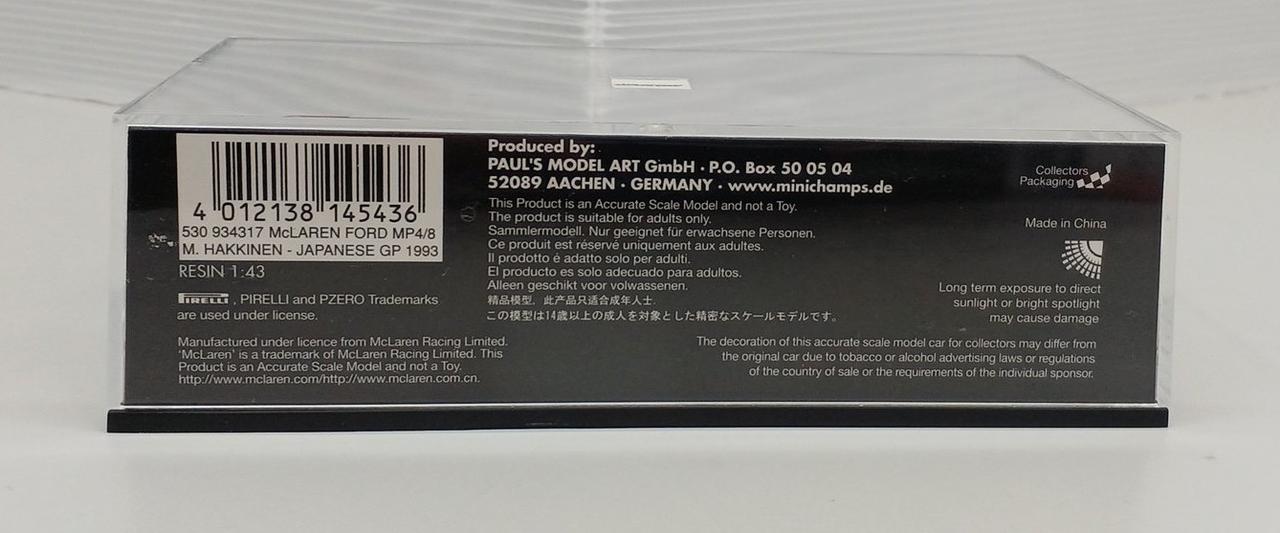 4 012138 145436
530 934317 McLAREN FORD MP4/8
M. HAKKINEN - JAPANESE GP 1993
RESIN 1:43
PIRELLI , PIRELLI and PZERO Trademarks
are used under license.
Manufactured under licence from McLaren Racing Limited.
'McLaren' is a trademark of McLaren Racing Limited. This
Product is an Accurate Scale Model and not a Toy.
http://www.mclaren.com/http://www.mclaren.com.cn.
Produced by:
PAUL'S MODEL ART GmbH · P.O. Box 50 05 04
52089 AACHEN · GERMANY · www.minichamps.de
This Product is an Accurate Scale Model and not a Toy.
The product is suitable for adults only.
Sammlermodell. Nur geeignet für erwachsene Personen.
Ce produit est réservé uniquement aux adultes.
Il prodotto é adatto solo per adulti.
El producto es solo adecuado para adultos.
Alleen geschikt voor volwassenen.
精品模型，此产品只适合成年人士.
この模型は14歳以上の成人を対象とした精密なスケールモデルです。
Collectors
Packaging
Made in China
Long term exposure to direct
sunlight or bright spotlight
may cause damage
The decoration of this accurate scale model car for collectors may differ from
the original car due to tobacco or alcohol advertising laws or regulations
of the country of sale or the requirements of the individual sponsor.